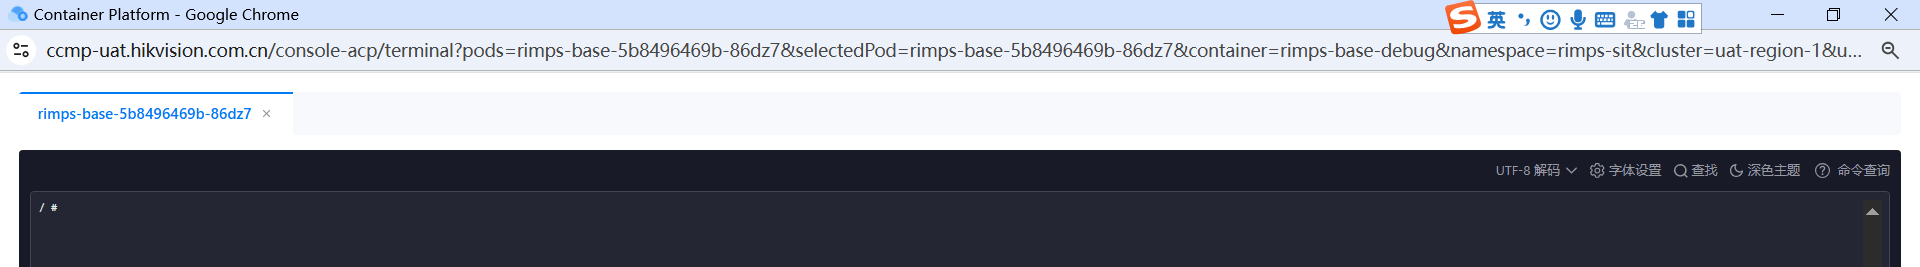 Container Platform - Google Chrome
英
ccmp-uat.hikvision.com.cn/console-acp/terminal?pods=rimps-base-5b8496469b-86dz7&selectedPod=rimps-base-5b8496469b-86dz7&container=rimps-base-debug&namespace=rimps-sit&cluster=uat-region-1&u...
rimps-base-5b8496469b-86dz7
UTF-8 解码 字体设置 查找 深色主题 命令查询
/ #